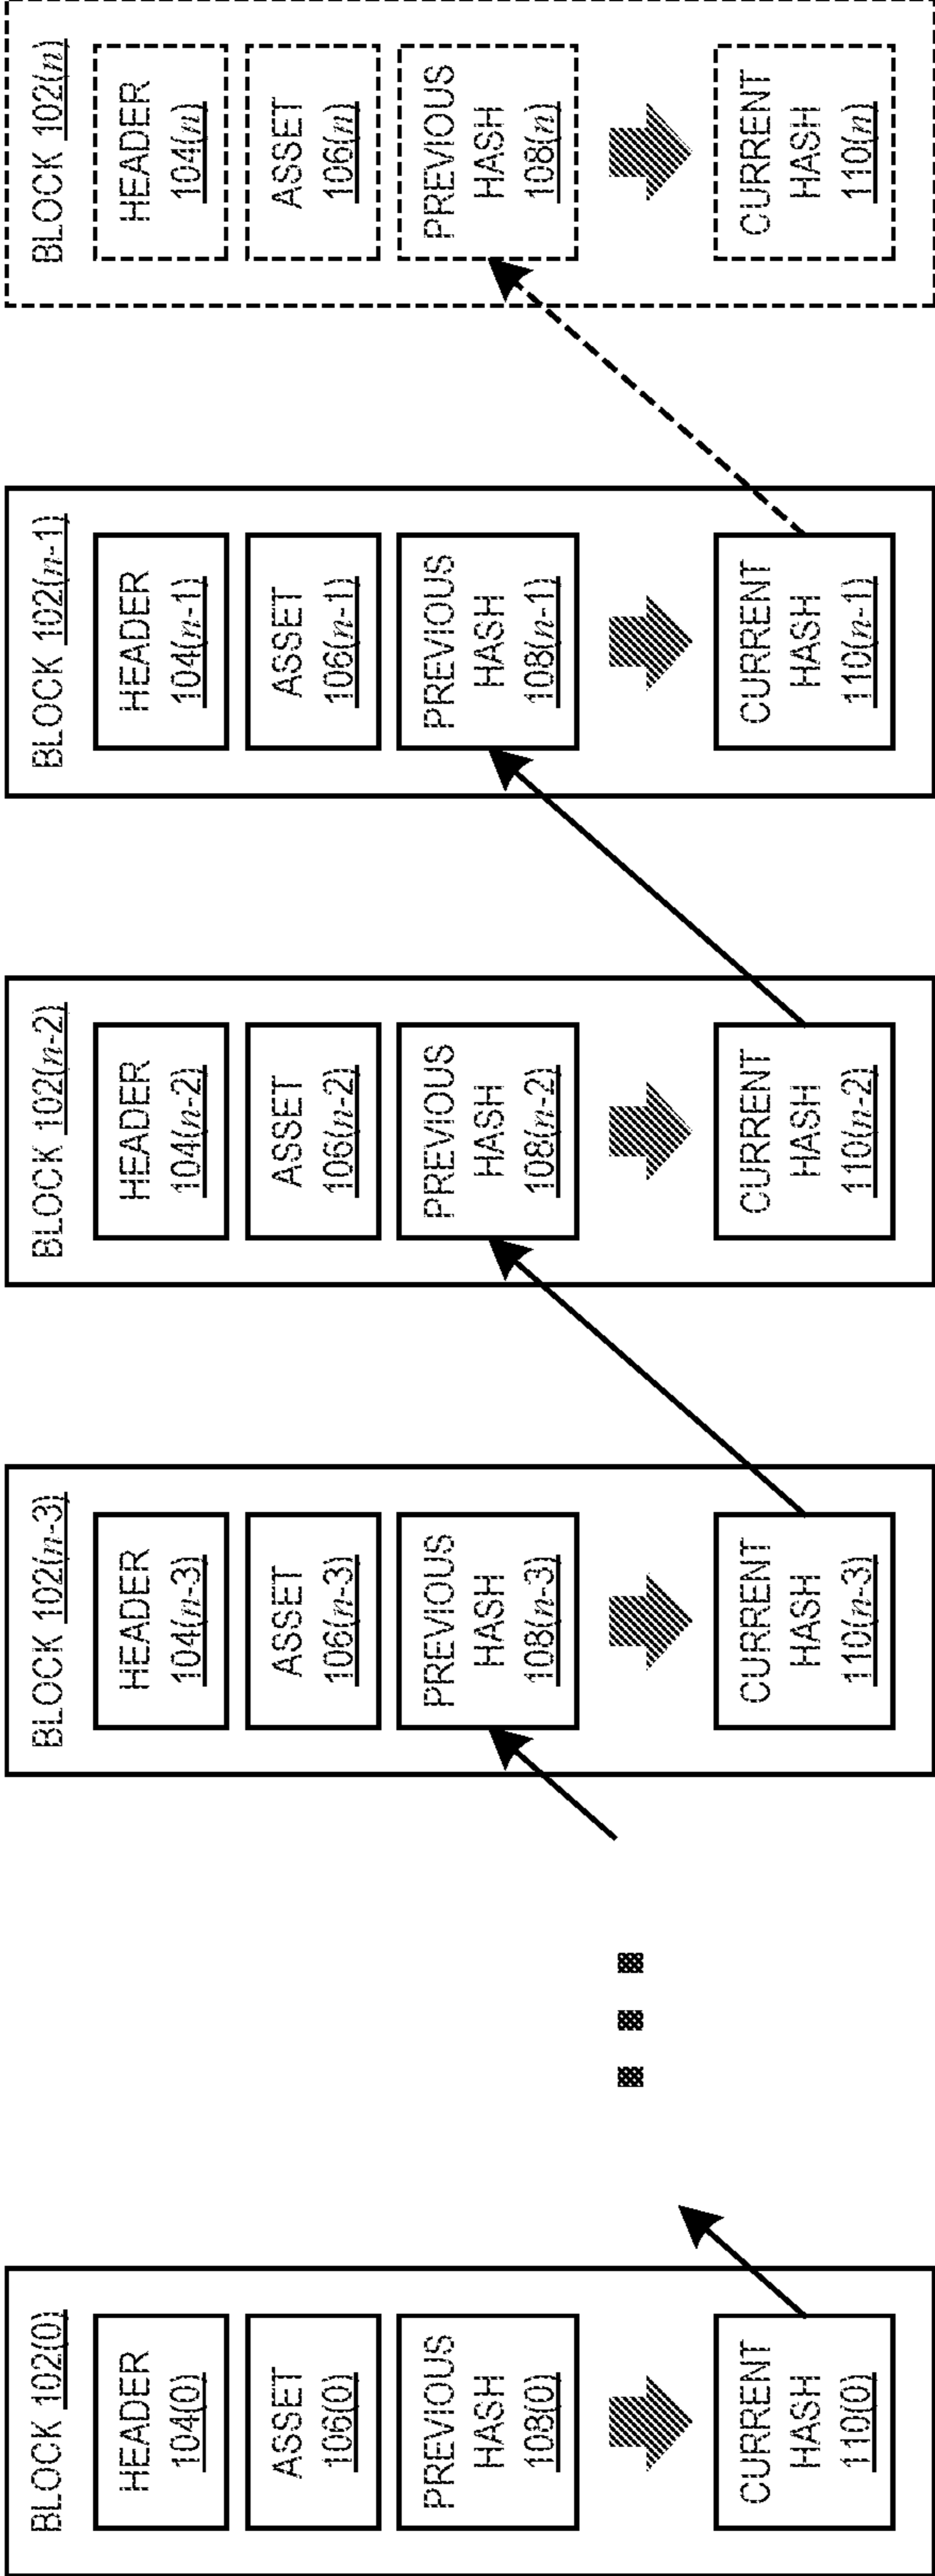 BLOCK 102(0)
HEADER
104(0)
ASSET
106(0)
PREVIOUS
HASH
108(0)
CURRENT
HASH
110(0)
BLOCK 102(n-3)
HEADER
104(n-3)
ASSET
106(n-3)
PREVIOUS
HASH
108(n-3)
CURRENT
HASH
110(n-3)
BLOCK 102(n-2)
HEADER
104(n-2)
ASSET
106(n-2)
PREVIOUS
HASH
108(n-2)
CURRENT
HASH
110(n-2)
BLOCK 102(n-1)
HEADER
104(n-1)
ASSET
106(n-1)
PREVIOUS
HASH
108(n-1)
CURRENT
HASH
110(n-1)
BLOCK 102(n)
HEADER
104(n)
ASSET
106(n)
PREVIOUS
HASH
108(n)
CURRENT
HASH
110(n)